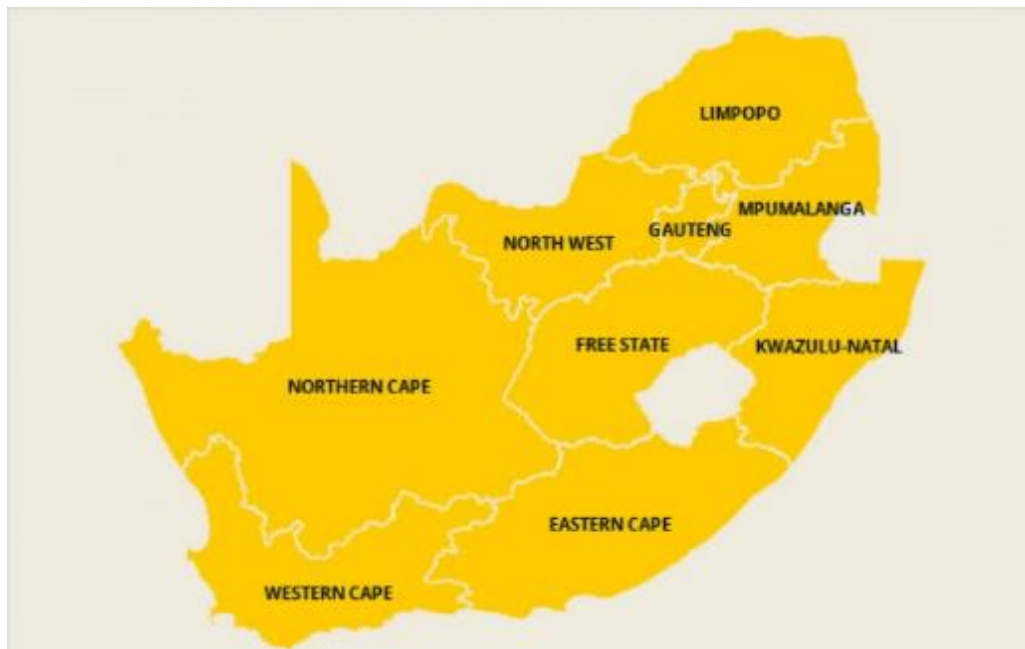 LIMPOPO
MPUMALANGA
GAUTENG
NORTH WEST
FREE STATE
KWAZULU-NATAL
NORTHERN CAPE
EASTERN CAPE
WESTERN CAPE